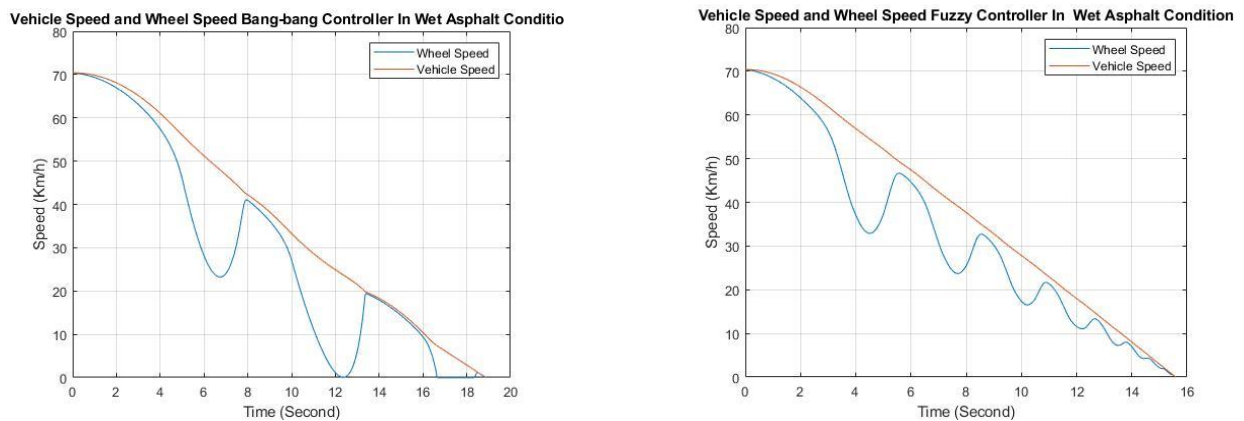 Vehicle Speed and Wheel Speed Bang-bang Controller In Wet Asphalt Conditio
80
70
60
50
40
30
20
10
0
Speed (Km/h)
Wheel Speed
Vehicle Speed
0 2 4 6 8 10 12 14 16 18 20
Time (Second)
Vehicle Speed and Wheel Speed Fuzzy Controller In Wet Asphalt Condition
80
70
60
50
40
30
20
10
0
Speed (Km/h)
Wheel Speed
Vehicle Speed
0 2 4 6 8 10 12 14 16
Time (Second)